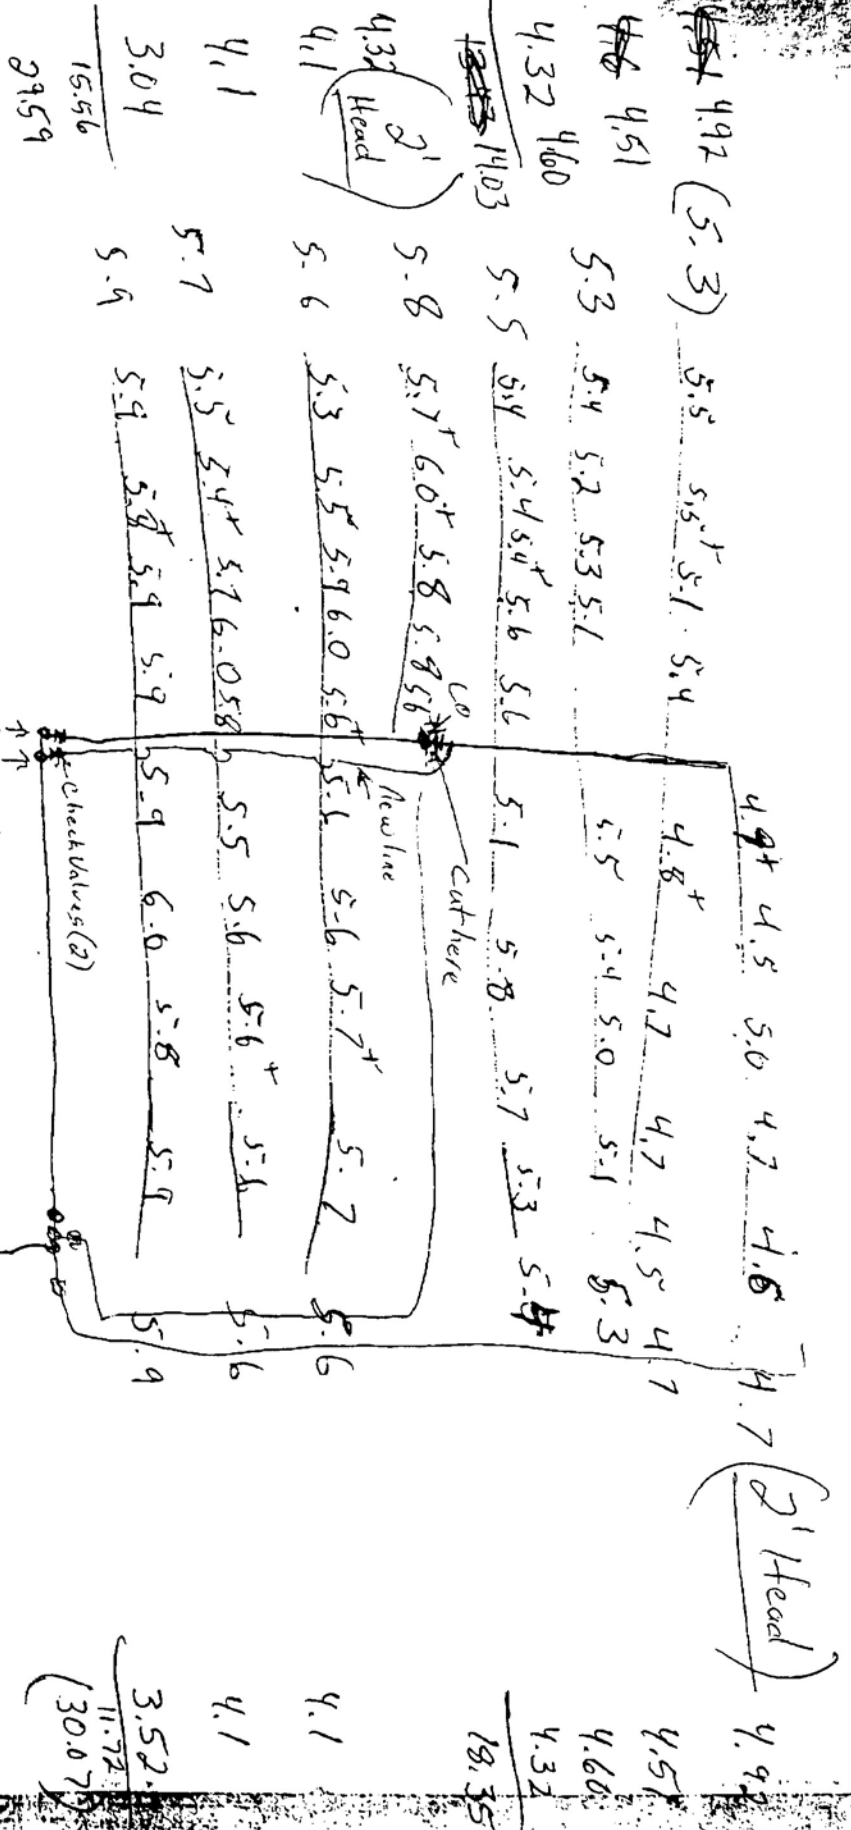 4.9+ 4.5 5.0 4.7 4.6 4.7 (2' Head) 4.92
4.92 (5.3) 5.5 5.5+ 5.1 5.4 4.8+ 4.7 4.7 4.5 4.7 4.51
4.51 5.3 5.4 5.2 5.3 5.1 5.5 5.4 5.0 5.1 5.3 4.60
4.32 4.60 5.5 5.4 5.4 5.4+ 5.6 5.6 5.1 5.8 5.7 5.3 5.4 4.32
14.03 18.35
CO Cut here
4.32 (2' Head) 5.8 5.7+ 6.0+ 5.8 5.8 5.6
New line
4.1 5.6 5.3 5.5 5.9 6.0 5.6+ 5.6 5.6 5.7+ 5.7 5.6 4.1
4.1 5.7 5.5 5.4+ 5.7 6.0 5.8 5.5 5.6 5.6+ 5.6 5.6 4.1
3.04 5.9 5.9 5.8+ 5.9 5.9 5.9 6.0 5.8 5.9 5.9 3.52
15.56 Check Valves (2) 11.72
29.59 (30.07)